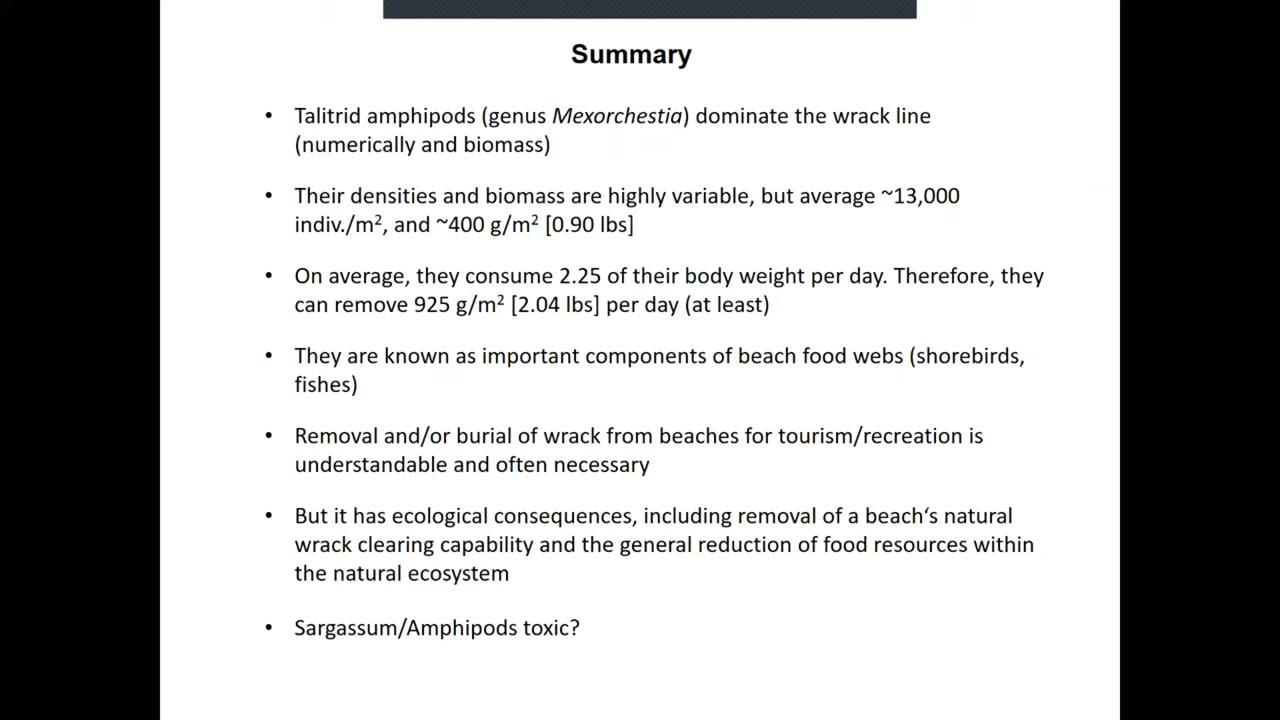 Summary
• Talitrid amphipods (genus Mexorchestia) dominate the wrack line
(numerically and biomass)
• Their densities and biomass are highly variable, but average ~13,000
indiv./m², and ~400 g/m² [0.90 lbs]
• On average, they consume 2.25 of their body weight per day. Therefore, they
can remove 925 g/m² [2.04 lbs] per day (at least)
• They are known as important components of beach food webs (shorebirds,
fishes)
• Removal and/or burial of wrack from beaches for tourism/recreation is
understandable and often necessary
• But it has ecological consequences, including removal of a beach‘s natural
wrack clearing capability and the general reduction of food resources within
the natural ecosystem
• Sargassum/Amphipods toxic?